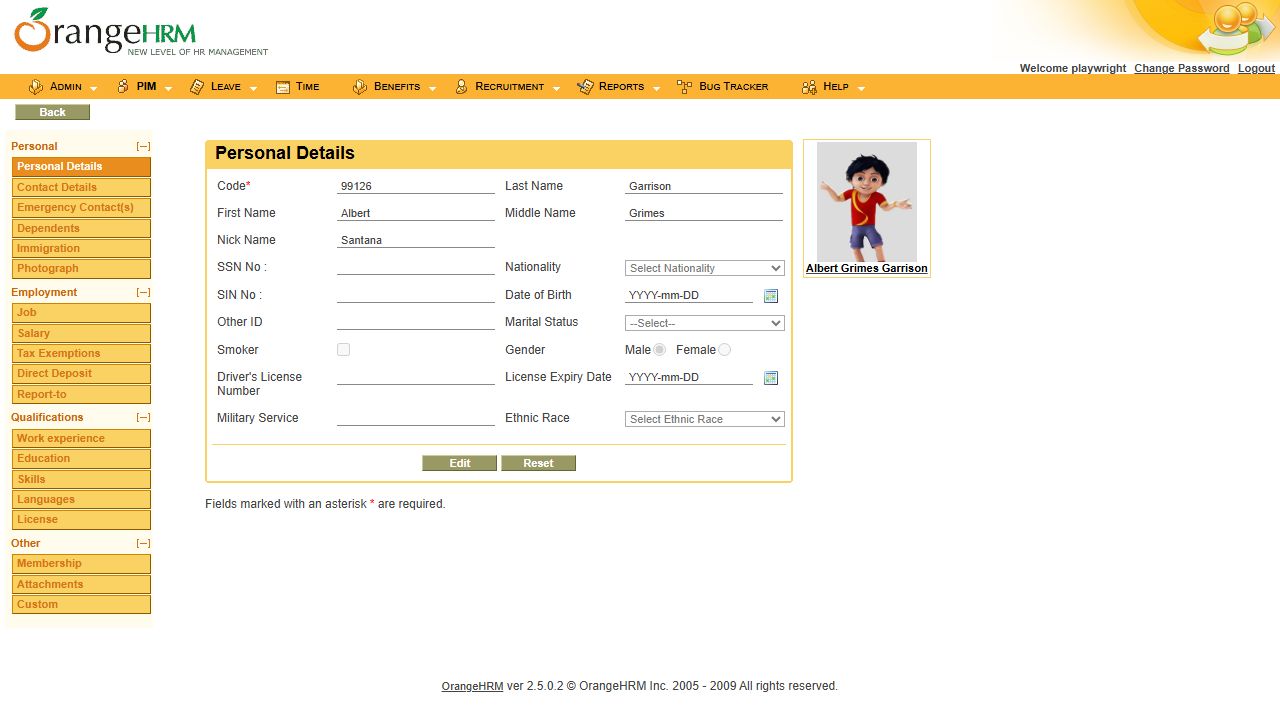 OrangeHRM
NEW LEVEL OF HR MANAGEMENT
Welcome playwright Change Password Logout
ADMIN PIM LEAVE TIME BENEFITS RECRUITMENT REPORTS BUG TRACKER HELP
Back
Personal [—]
Personal Details
Contact Details
Emergency Contact(s)
Dependents
Immigration
Photograph
Employment [—]
Job
Salary
Tax Exemptions
Direct Deposit
Report-to
Qualifications [—]
Work experience
Education
Skills
Languages
License
Other [—]
Membership
Attachments
Custom
Personal Details
Code* 99126 Last Name Garrison
First Name Albert Middle Name Grimes
Nick Name Santana
SSN No : Nationality Select Nationality
SIN No : Date of Birth YYYY-mm-DD
Other ID Marital Status --Select--
Smoker Gender Male Female
Driver's License Number License Expiry Date YYYY-mm-DD
Military Service Ethnic Race Select Ethnic Race
Edit Reset
Fields marked with an asterisk * are required.
Albert Grimes Garrison
OrangeHRM ver 2.5.0.2 © OrangeHRM Inc. 2005 - 2009 All rights reserved.